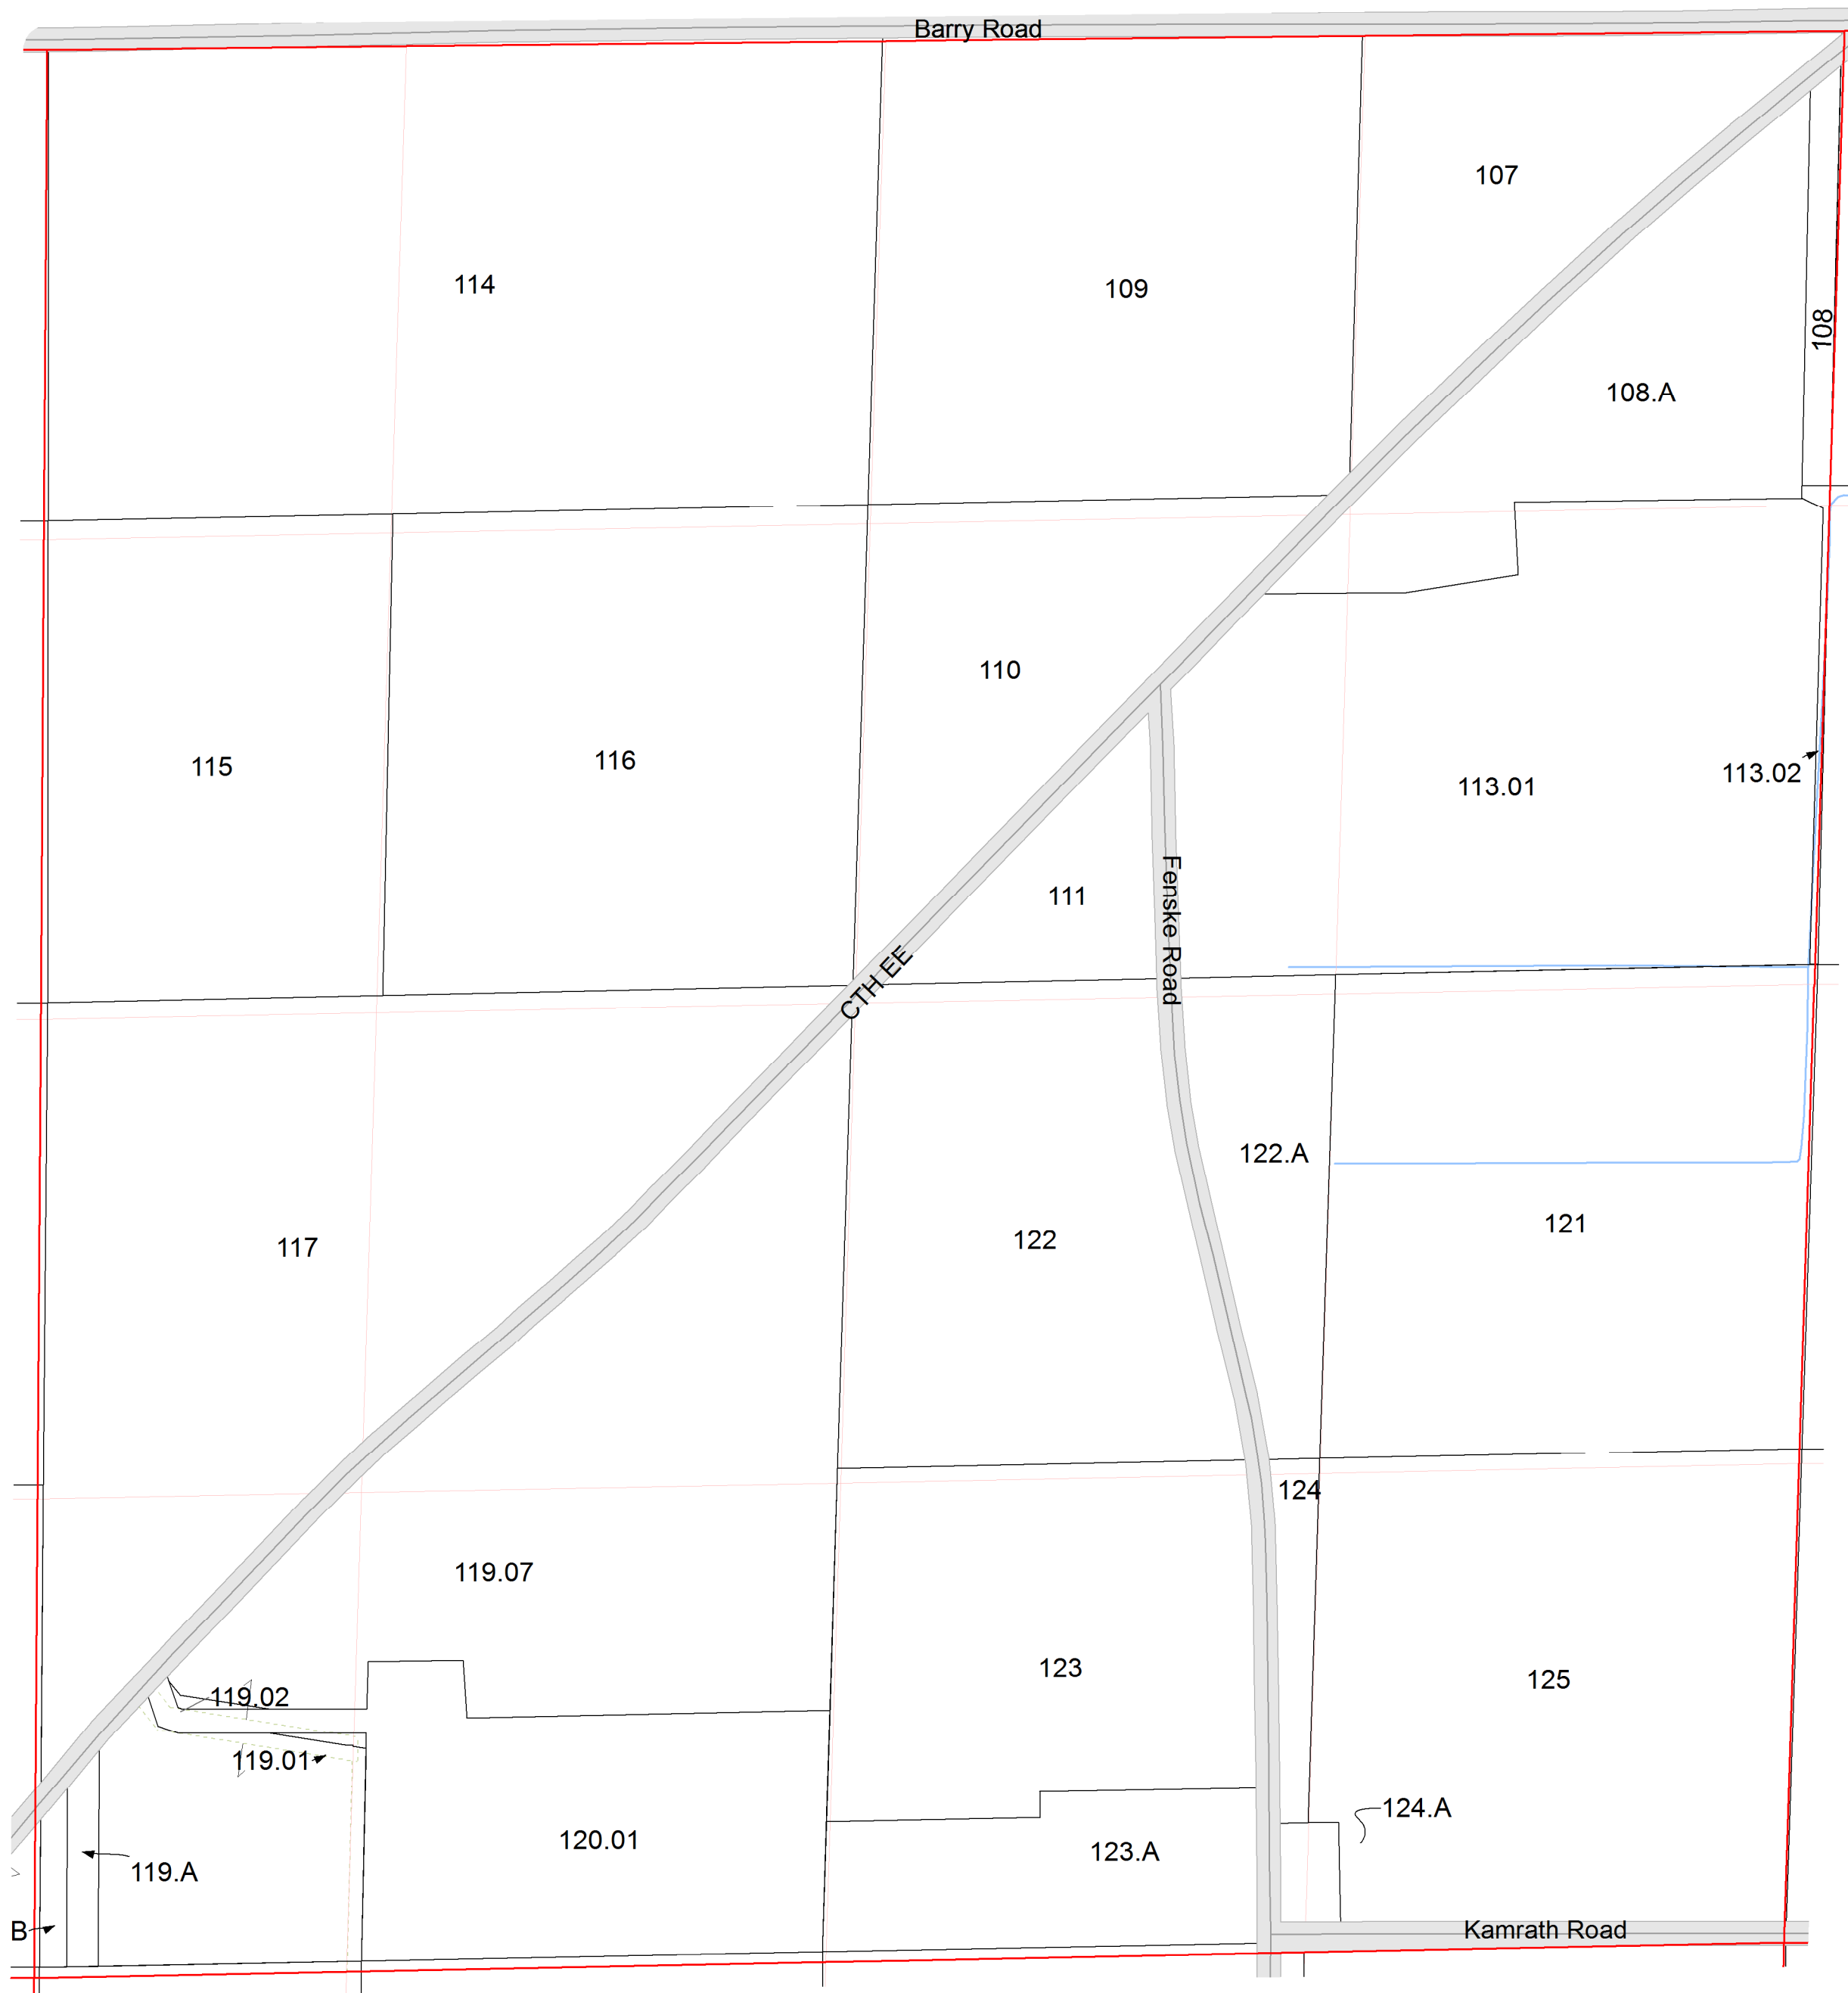 Barry Road
107
114
109
108
108.A
110
116
115
113.02
113.01
111
Fenske Road
CTH EE
122.A
121
122
117
124
119.07
123
125
119.02
119.01
124.A
120.01
123.A
119.A
B
Kamrath Road